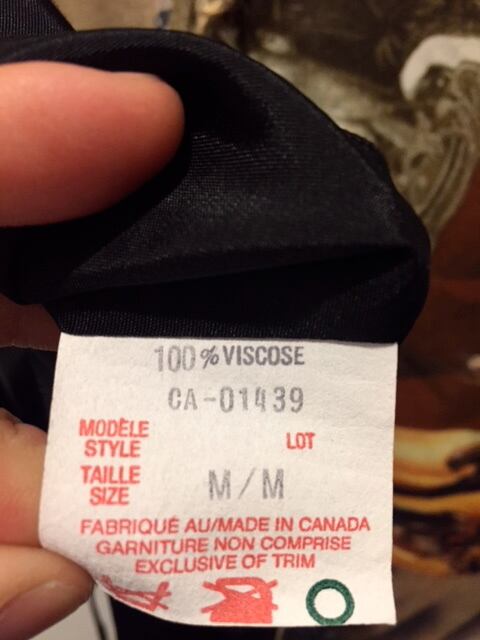 100% VISCOSE
CA-01439
MODÈLE
STYLE LOT
TAILLE
SIZE M/M
FABRIQUÉ AU/MADE IN CANADA
GARNITURE NON COMPRISE
EXCLUSIVE OF TRIM